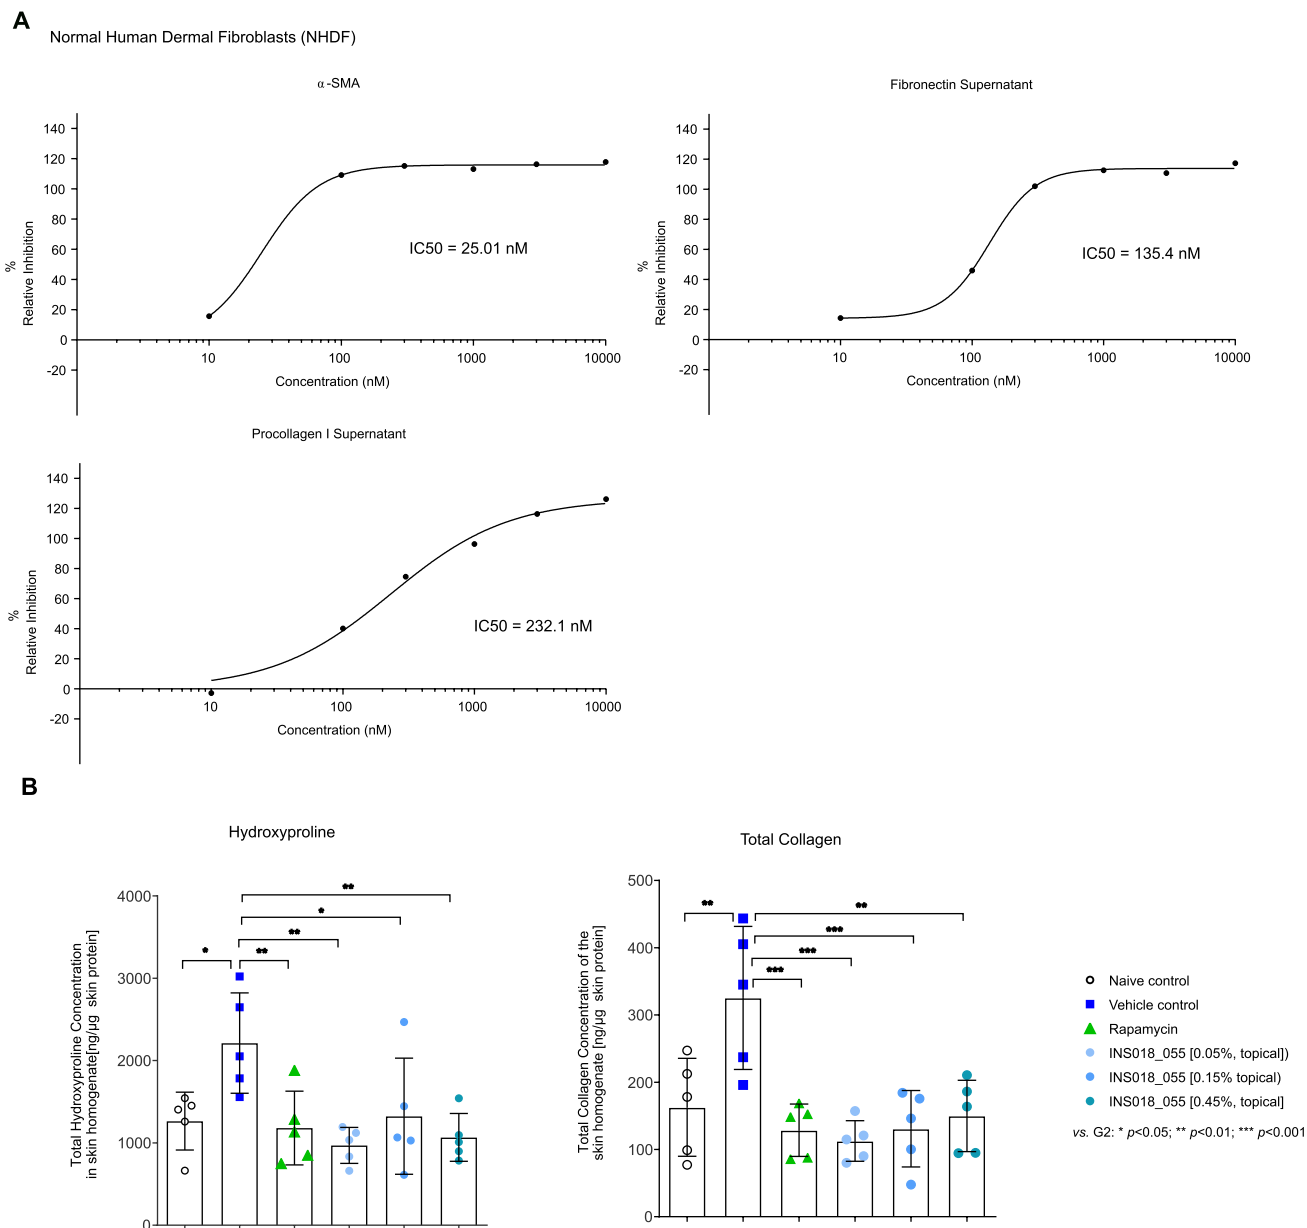 A
Normal Human Dermal Fibroblasts (NHDF)
α-SMA
140
120
100
80
60
40
20
0
-20
%
Relative Inhibition
IC50 = 25.01 nM
10
100
1000
10000
Concentration (nM)
Fibronectin Supernatant
140
120
100
80
60
40
20
0
-20
%
Relative Inhibition
IC50 = 135.4 nM
10
100
1000
10000
Concentration (nM)
Procollagen I Supernatant
140
120
100
80
60
40
20
0
-20
%
Relative Inhibition
IC50 = 232.1 nM
10
100
1000
10000
Concentration (nM)
B
Hydroxyproline
4000
3000
2000
1000
0
Total Hydroxyproline Concentration
in skin homogenate[ng/µg skin protein]
**
*
**
*
**
Total Collagen
500
400
300
200
100
0
Total Collagen Concentration of the
skin homogenate [ng/µg skin protein]
**
**
***
***
***
Naive control
Vehicle control
Rapamycin
INS018_055 [0.05%, topical])
INS018_055 [0.15% topical)
INS018_055 [0.45%, topical]
vs. G2: * p<0.05; ** p<0.01; *** p<0.001